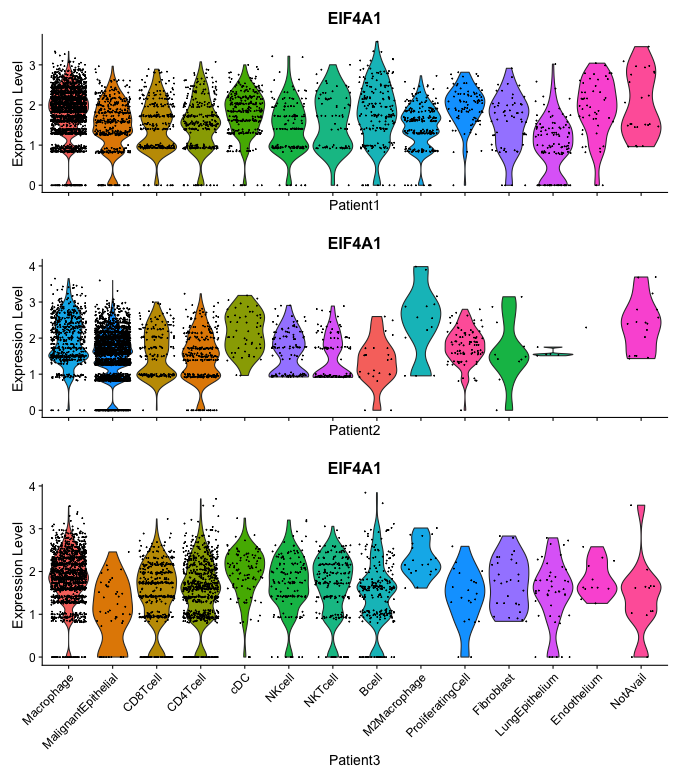 EIF4A1
Expression Level
3
2
1
0
Patient1
EIF4A1
Expression Level
4
3
2
1
0
Patient2
EIF4A1
Expression Level
4
3
2
1
0
Macrophage
MalignantEpithelial
CD8Tcell
CD4Tcell
cDC
NKcell
NKTcell
Bcell
M2Macrophage
ProliferatingCell
Fibroblast
LungEpithelium
Endothelium
NotAvail
Patient3